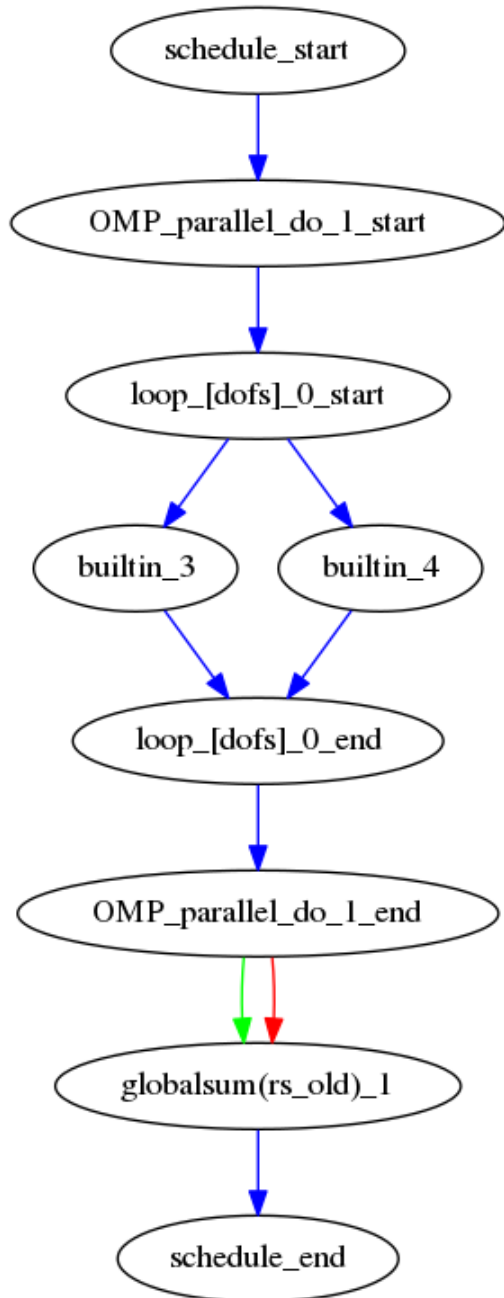 schedule_start
OMP_parallel_do_1_start
loop_[dofs]_0_start
builtin_3
builtin_4
loop_[dofs]_0_end
OMP_parallel_do_1_end
globalsum(rs_old)_1
schedule_end